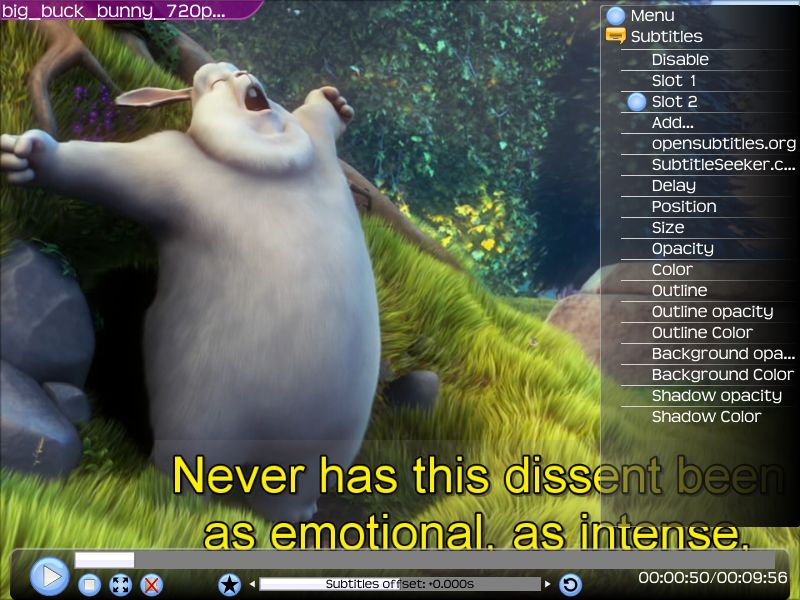 big_buck_bunny_720p...
Menu
Subtitles
Disable
Slot 1
Slot 2
Add...
opensubtitles.org
SubtitleSeeker.c...
Delay
Position
Size
Opacity
Color
Outline
Outline opacity
Outline Color
Background opa...
Background Color
Shadow opacity
Shadow Color
Never has this dissent been
as emotional, as intense.
Subtitles offset: +0.000s
00:00:50/00:09:56